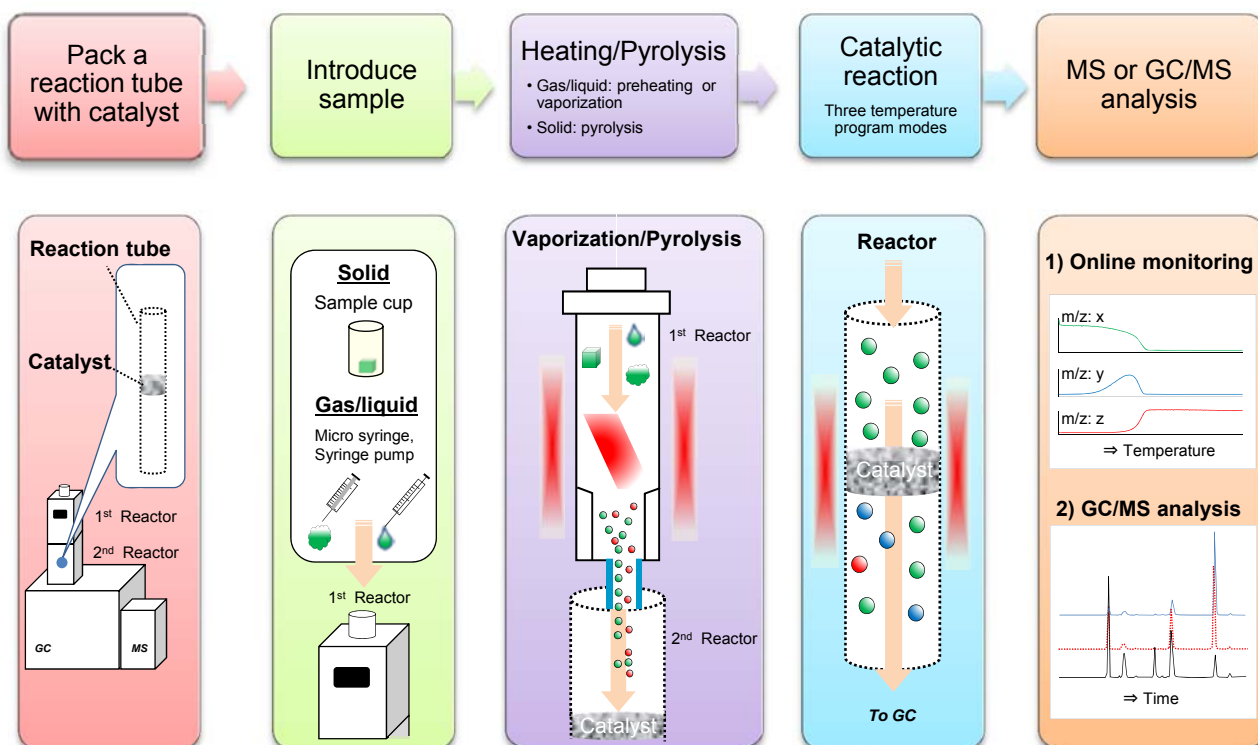 Pack a
reaction tube
with catalyst
Introduce
sample
Heating/Pyrolysis
• Gas/liquid: preheating or
vaporization
• Solid: pyrolysis
Catalytic
reaction
Three temperature
program modes
MS or GC/MS
analysis
Reaction tube
Catalyst
1st Reactor
2nd Reactor
GC
MS
Solid
Sample cup
Gas/liquid
Micro syringe,
Syringe pump
1st Reactor
Vaporization/Pyrolysis
1st Reactor
2nd Reactor
Catalyst
Reactor
Catalyst
To GC
1) Online monitoring
m/z: x
m/z: y
m/z: z
⇒ Temperature
2) GC/MS analysis
⇒ Time